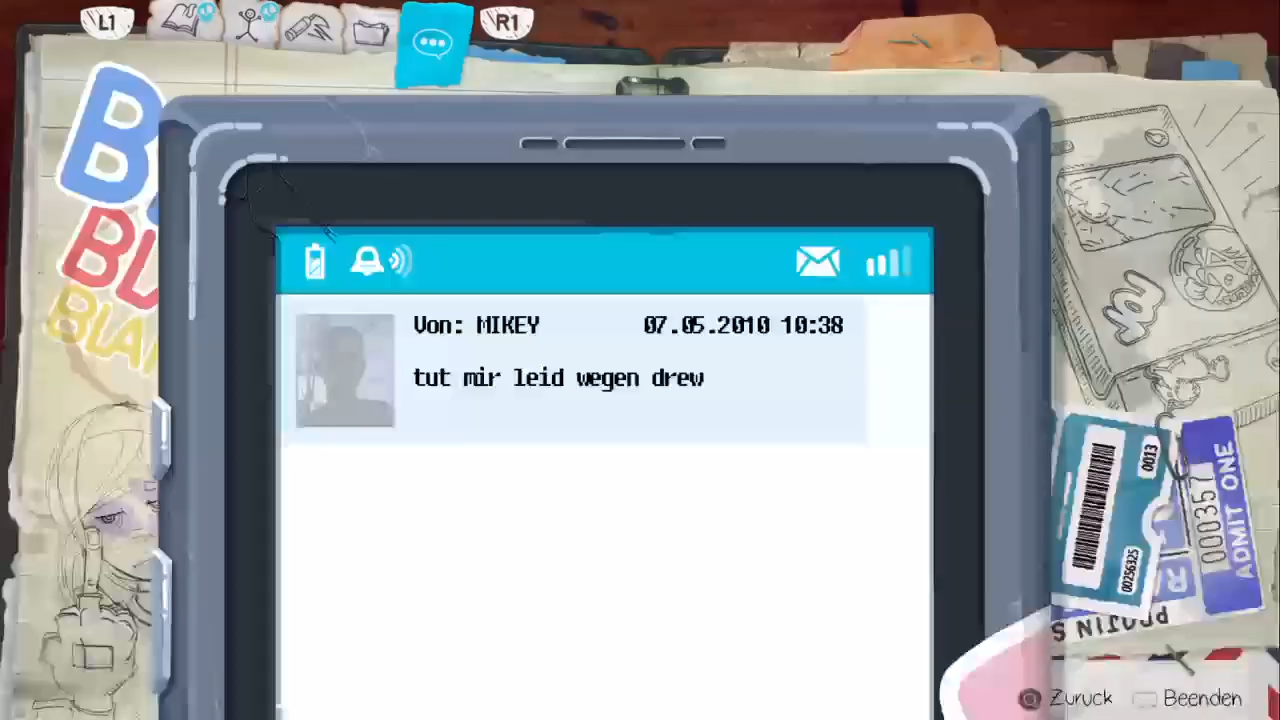 L1
R1
Von: MIKEY 07.05.2010 10:38
tut mir leid wegen drew
0013
00256325
000357
ADMIT ONE
Zurück
Beenden